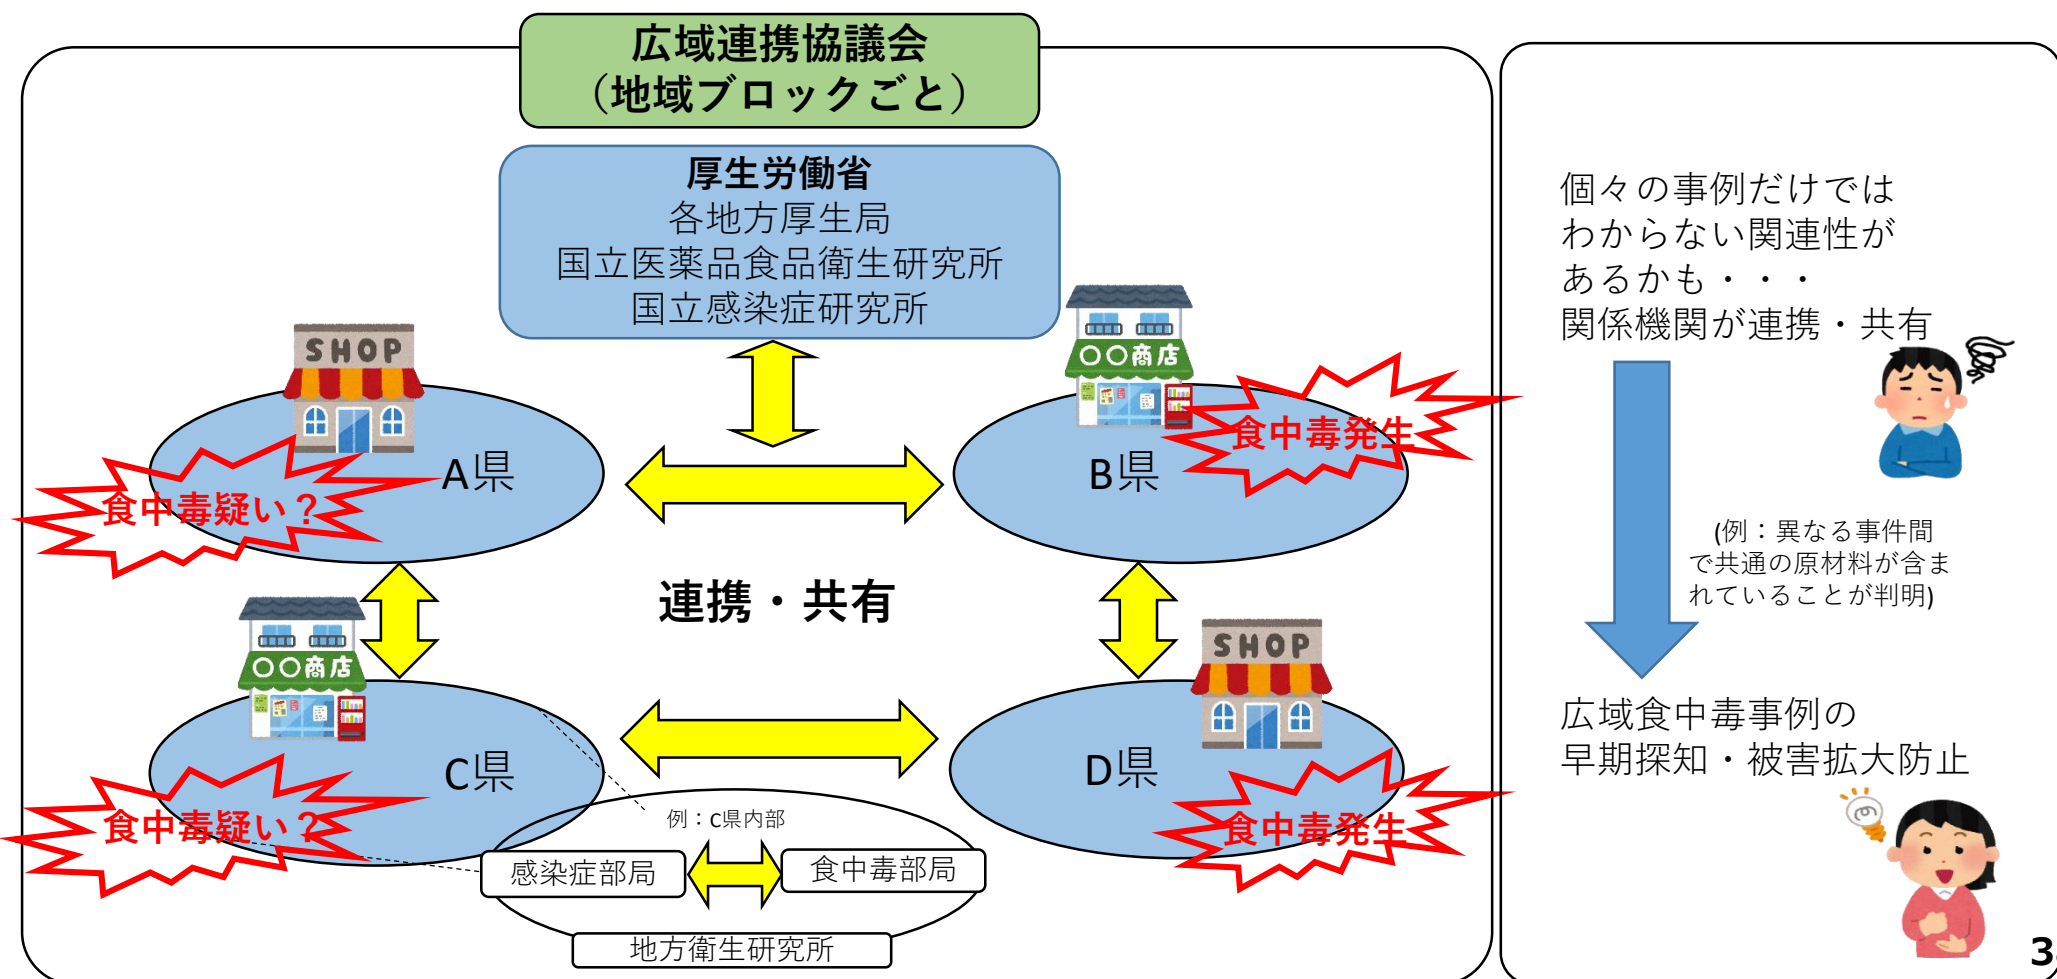 広域連携協議会
（地域ブロックごと）
厚生労働省
各地方厚生局
国立医薬品食品衛生研究所
国立感染症研究所
SHOP
A県
食中毒疑い？
〇〇商店
B県
食中毒発生
連携・共有
〇〇商店
C県
食中毒疑い？
SHOP
D県
食中毒発生
例：C県内部
感染症部局
食中毒部局
地方衛生研究所
個々の事例だけでは
わからない関連性が
あるかも・・・
関係機関が連携・共有
(例：異なる事件間
で共通の原材料が含ま
れていることが判明)
広域食中毒事例の
早期探知・被害拡大防止